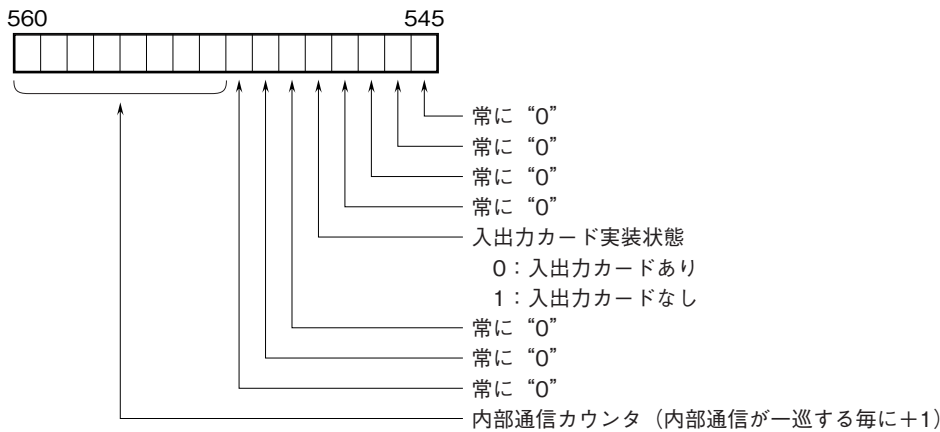 560 545
常に “0”
常に “0”
常に “0”
常に “0”
入出力カード実装状態
0：入出力カードあり
1：入出力カードなし
常に “0”
常に “0”
常に “0”
内部通信カウンタ（内部通信が一巡する毎に＋1）